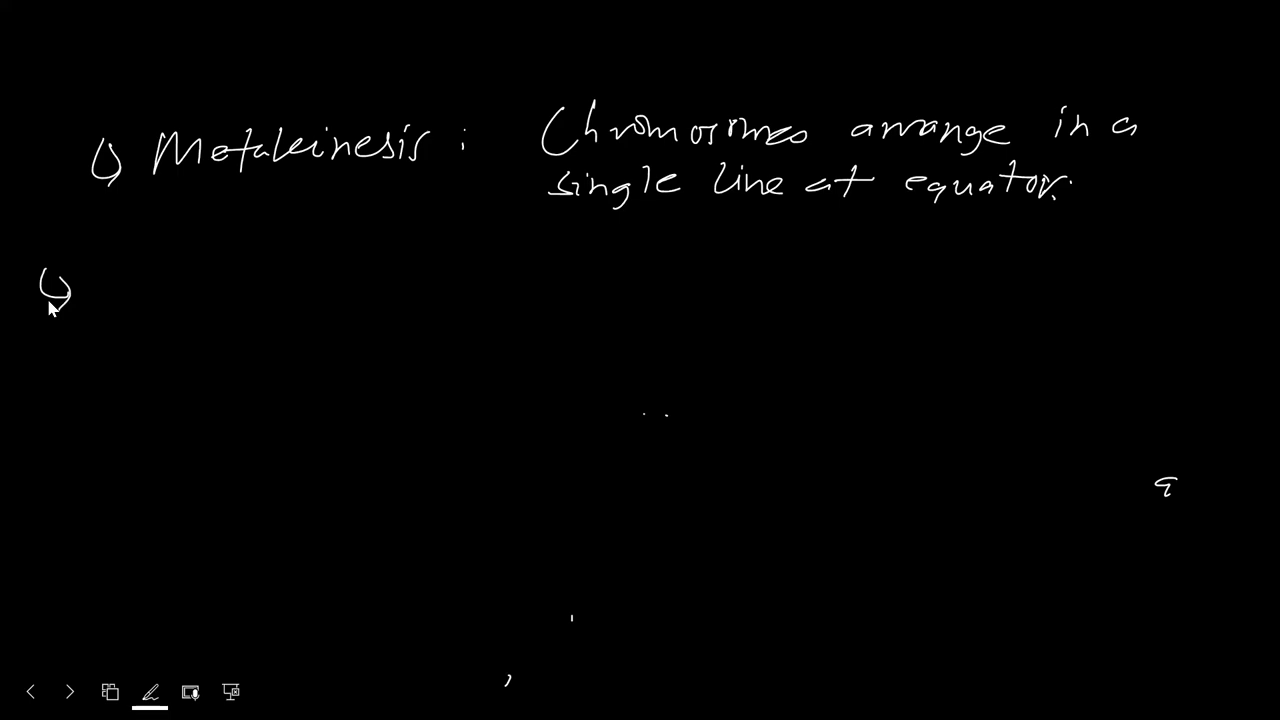 Metakinesis : Chromosomes arrange in a
single line at equator.